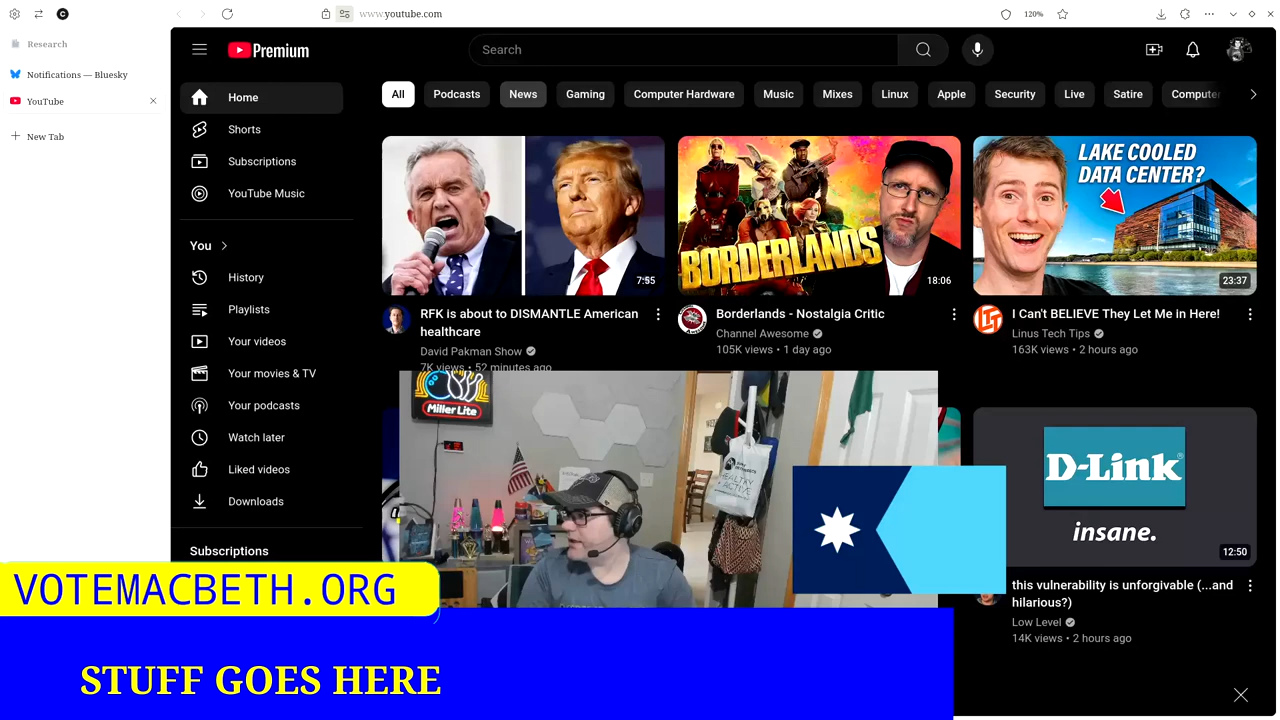 www.youtube.com
120%
Research
Notifications — Bluesky
YouTube
New Tab
Premium
Search
Home
Shorts
Subscriptions
YouTube Music
You
History
Playlists
Your videos
Your movies & TV
Your podcasts
Watch later
Liked videos
Downloads
Subscriptions
All
Podcasts
News
Gaming
Computer Hardware
Music
Mixes
Linux
Apple
Security
Live
Satire
Computer
7:55
RFK is about to DISMANTLE American
healthcare
David Pakman Show
7K views • 52 minutes ago
BORDERLANDS
18:06
Borderlands - Nostalgia Critic
Channel Awesome
105K views • 1 day ago
LAKE COOLED
DATA CENTER?
23:37
I Can't BELIEVE They Let Me in Here!
Linus Tech Tips
163K views • 2 hours ago
Miller Lite
HEALTHY
ACTIVE
D-Link
insane.
12:50
this vulnerability is unforgivable (...and
hilarious?)
Low Level
14K views • 2 hours ago
VOTEMACBETH.ORG
STUFF GOES HERE